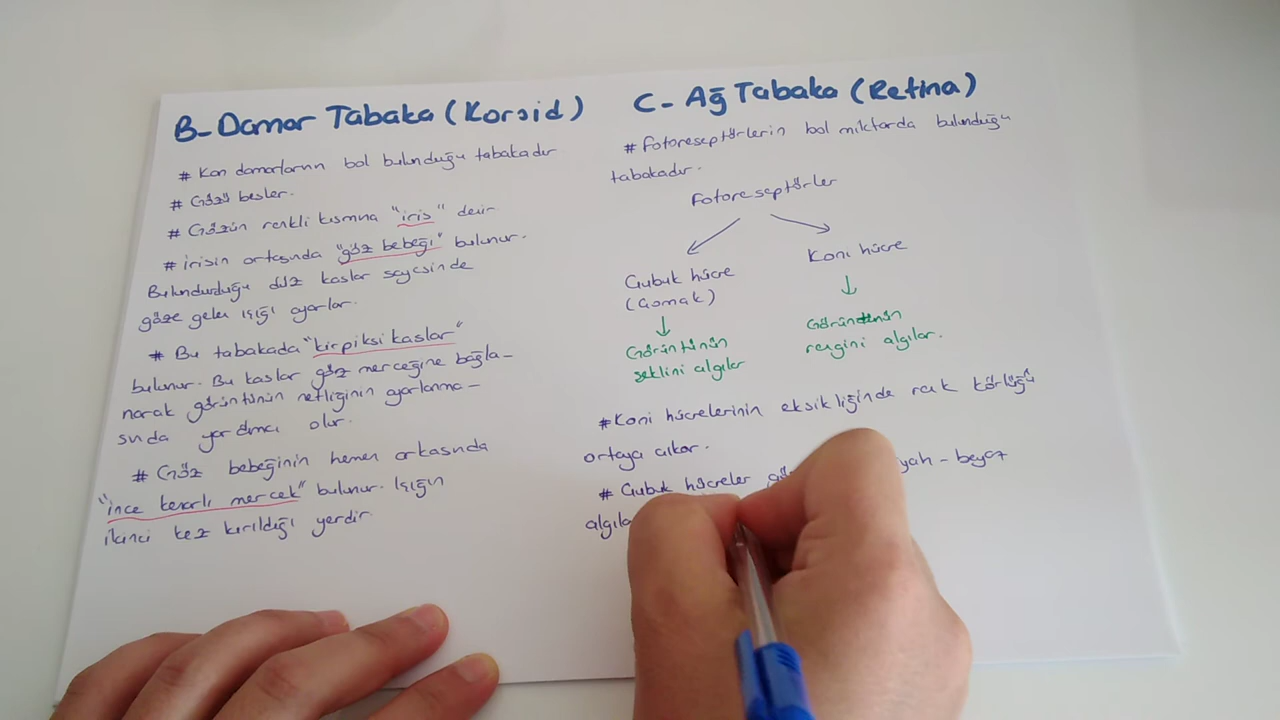 B- Damar Tabaka (Koroid)
# Kan damarlarının bol bulunduğu tabakadır
# Gözü besler.
# Gözün renkli kısmına "iris" denir
# İrisin ortasında "göz bebeği" bulunur.
Bulundurduğu düz kaslar sayesinde
göze gelen ışığı ayarlar.
# Bu tabakada "kirpiksi kaslar"
bulunur. Bu kaslar göz merceğine bağla-
narak görüntünün netliğinin ayarlanma-
sında yardımcı olur.
# Göz bebeğinin hemen arkasında
"ince kenarlı mercek" bulunur. Işığın
ikinci kez kırıldığı yerdir
C- Ağ Tabaka (Retina)
# Fotoreseptörlerin bol miktarda bulunduğu
tabakadır.
Fotoreseptörler
Çubuk hücre
(Çomak)
Koni hücre
Görüntünün
şeklini algılar
Görüntünün
rengini algılar.
# Koni hücrelerinin eksikliğinde renk körlüğü
ortaya çıkar.
# Çubuk hücreler
yah - beyaz
algıla